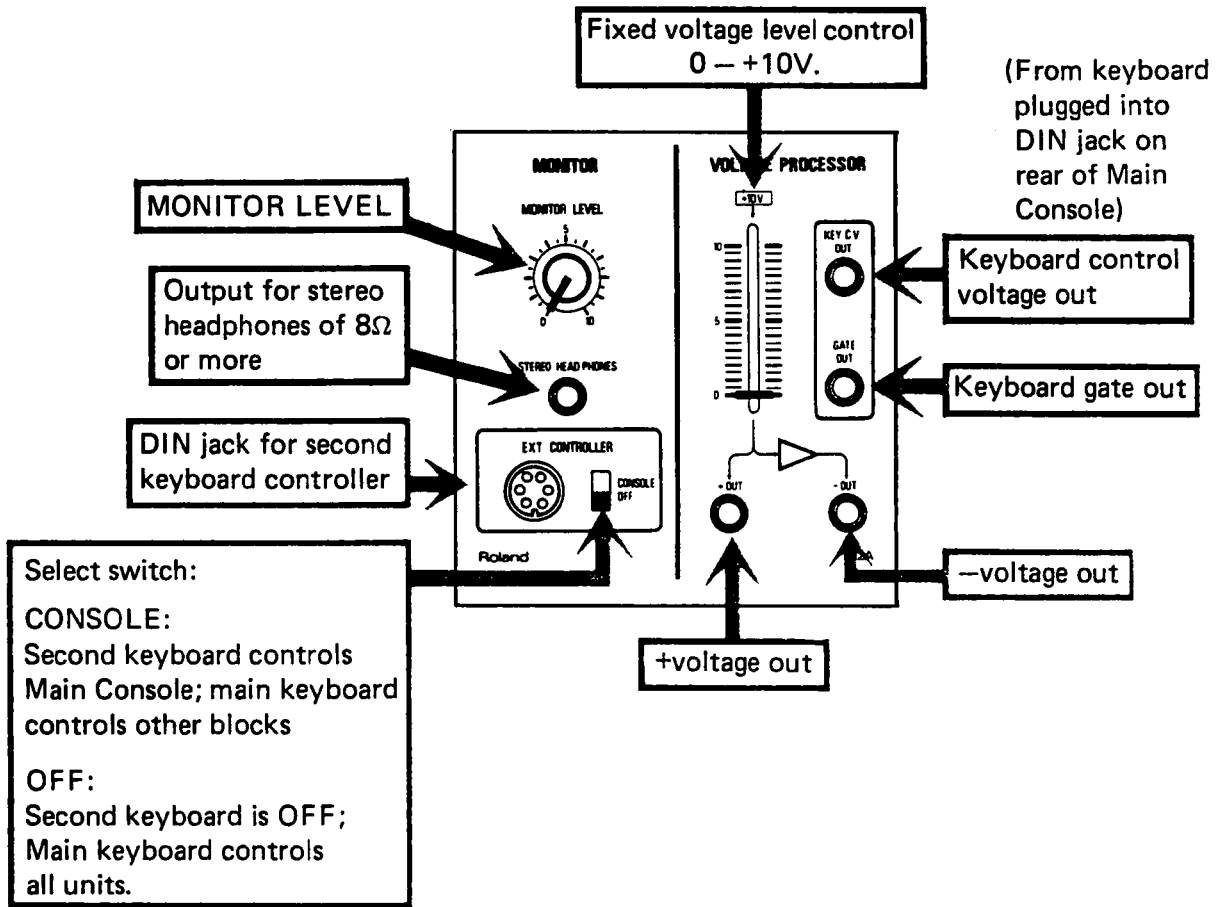 Fixed voltage level control
0 — +10V.
(From keyboard
plugged into
DIN jack on
rear of Main
Console)
MONITOR
PROCESSOR
MONITOR LEVEL
+10V
MONITOR LEVEL
5
0
10
KEY CV
OUT
10
5
0
Keyboard control
voltage out
Output for stereo
headphones of 8Ω
or more
STEREO HEAD PHONES
GATE
OUT
Keyboard gate out
DIN jack for second
keyboard controller
EXT CONTROLLER
CONSOLE
OFF
+ OUT
- OUT
Roland
—voltage out
+voltage out
Select switch:
CONSOLE:
Second keyboard controls
Main Console; main keyboard
controls other blocks
OFF:
Second keyboard is OFF;
Main keyboard controls
all units.